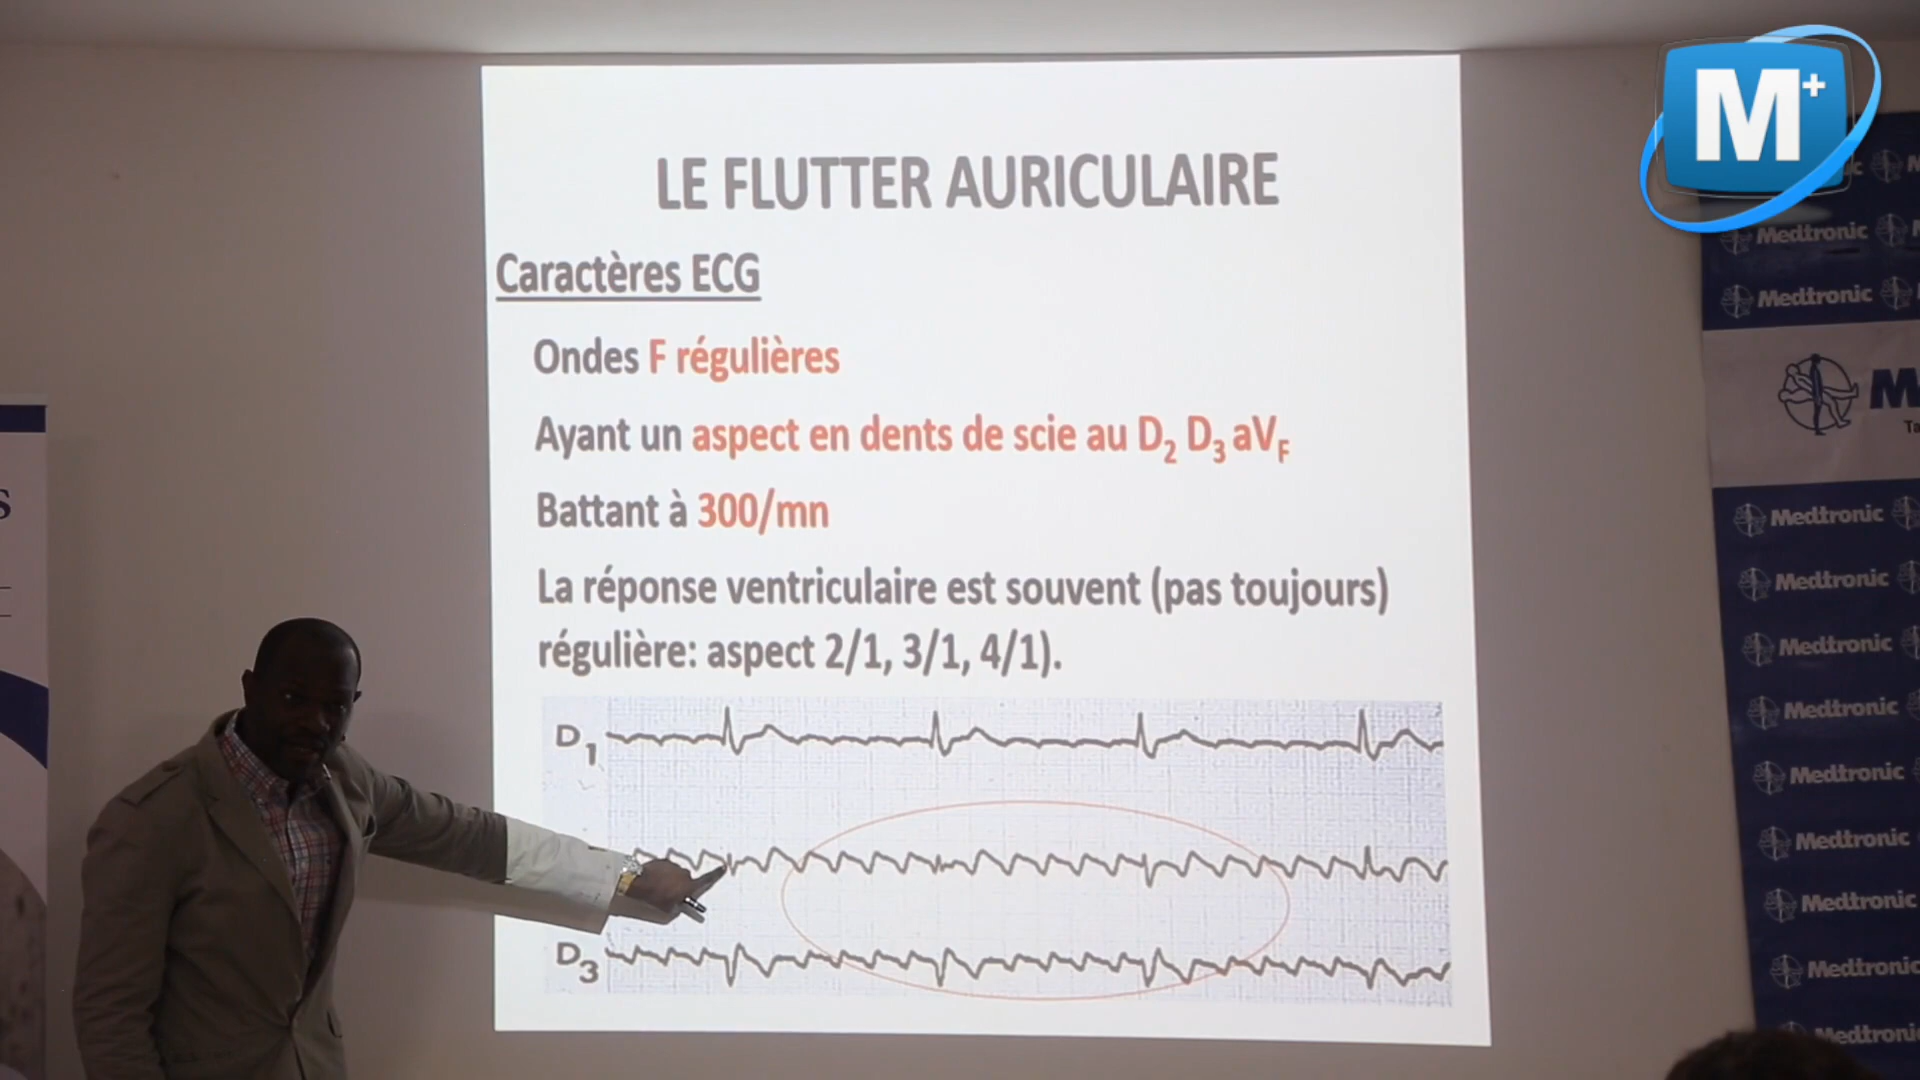 M+
LE FLUTTER AURICULAIRE
Caractères ECG
Ondes F régulières
Ayant un aspect en dents de scie au D2 D3 aVF
Battant à 300/mn
La réponse ventriculaire est souvent (pas toujours)
régulière: aspect 2/1, 3/1, 4/1).
D1
D3
Medtronic
Medtronic
Medtronic
Medtronic
Medtronic
Medtronic
Medtronic
Medtronic
Medtronic
Medtronic
Medtronic